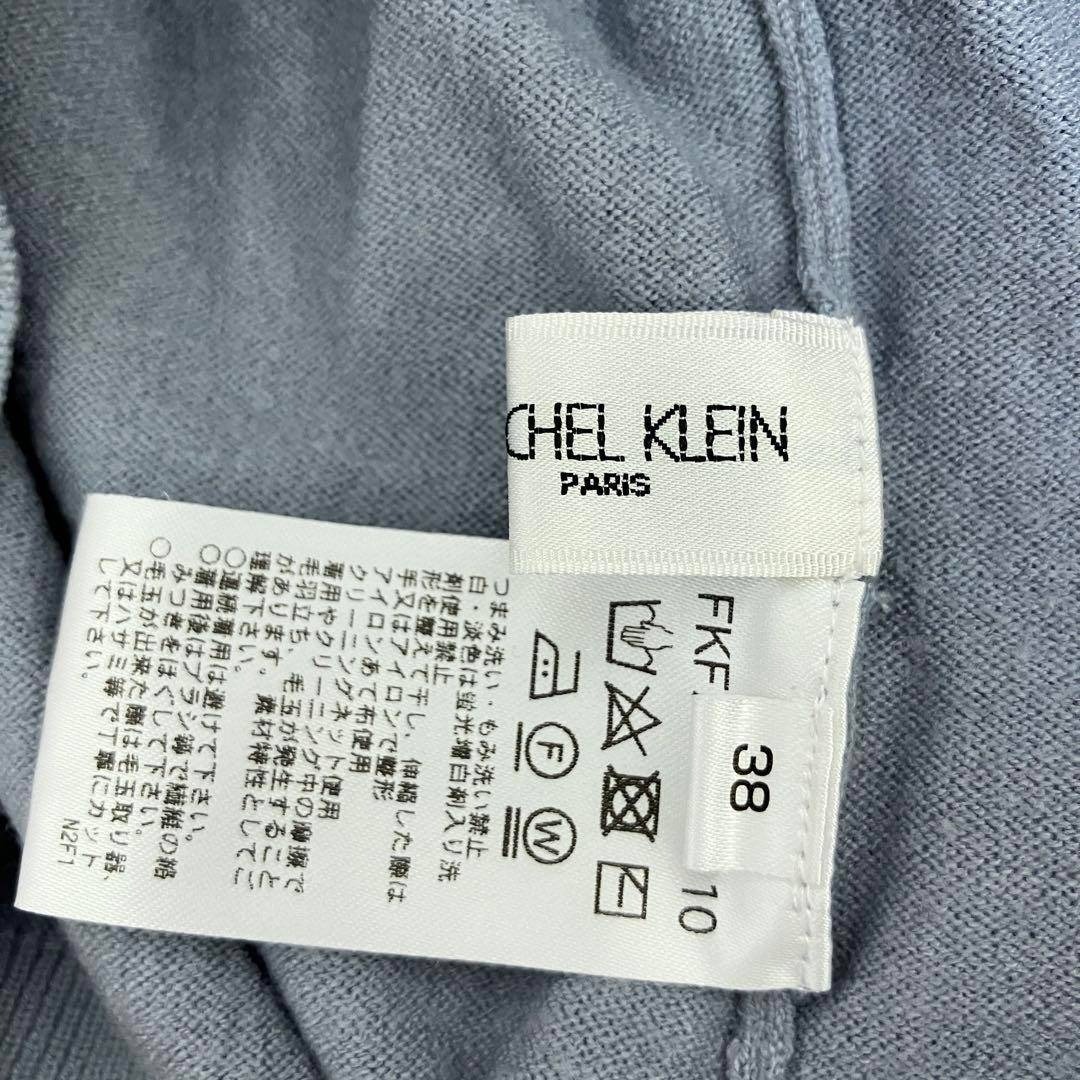 CHEL KLEIN
PARIS
FKF
38
10
F
W
つまみ洗い・もみ洗い禁止
白・淡色は蛍光増白剤入り洗
剤使用禁止
形を整えて干し、伸縮した際は
手又はアイロンで整形
アイロンあて布使用
クリーニングネット使用
着用やクリーニング中の摩擦で
毛羽立ち、毛玉が発生すること
があります。素材特性としてご
理解下さい。
○連続着用は避けて下さい。
○着用後はブラシ等で繊維の絡
みつきをほぐして下さい。
○毛玉が出来た際は毛玉取り器、
又はハサミ等で丁寧にカット
して下さい。
N2F1